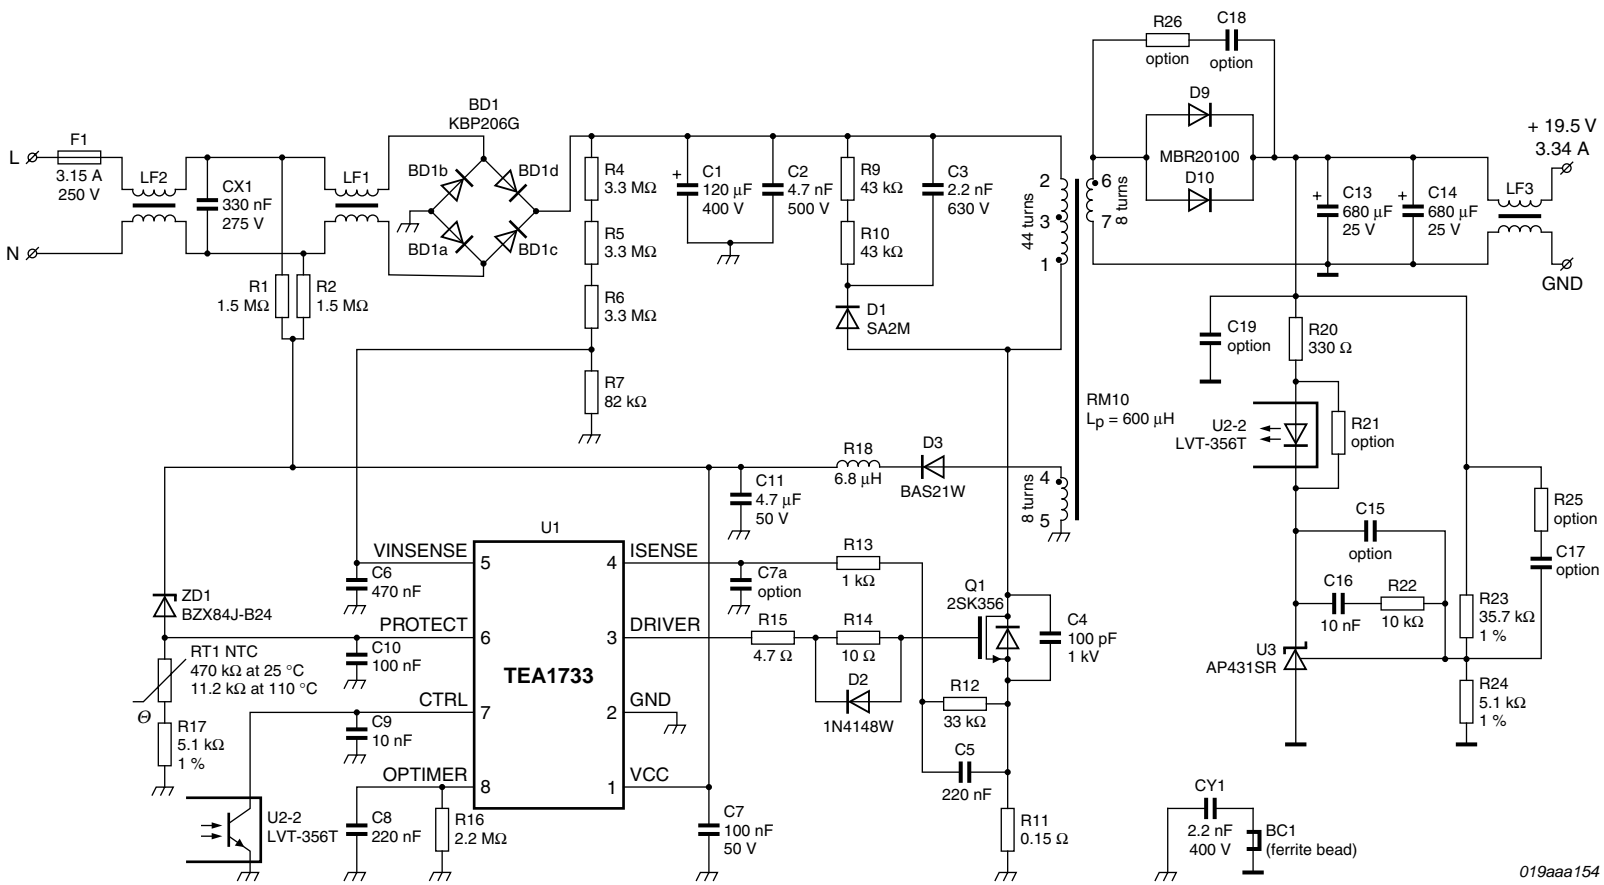 R26
option
C18
option
BD1
KBP206G
F1
3.15 A
250 V
L
N
LF2
CX1
330 nF
275 V
LF1
BD1b
BD1d
BD1a
BD1c
R1
1.5 MΩ
R2
1.5 MΩ
R4
3.3 MΩ
R5
3.3 MΩ
R6
3.3 MΩ
R7
82 kΩ
+
C1
120 μF
400 V
C2
4.7 nF
500 V
R9
43 kΩ
R10
43 kΩ
C3
2.2 nF
630 V
D1
SA2M
2
3
1
44 turns
6
7
8 turns
D9
MBR20100
D10
+
C13
680 μF
25 V
+
C14
680 μF
25 V
LF3
+ 19.5 V
3.34 A
GND
RM10
Lp = 600 μH
C19
option
R20
330 Ω
U2-2
LVT-356T
R21
option
R18
6.8 μH
D3
BAS21W
4
5
8 turns
C11
4.7 μF
50 V
U1
TEA1733
VINSENSE
5
PROTECT
6
CTRL
7
OPTIMER
8
4
ISENSE
3
DRIVER
2
GND
1
VCC
C6
470 nF
C10
100 nF
C9
10 nF
C8
220 nF
R16
2.2 MΩ
ZD1
BZX84J-B24
RT1 NTC
470 kΩ at 25 °C
11.2 kΩ at 110 °C
Θ
R17
5.1 kΩ
1 %
U2-2
LVT-356T
C7a
option
R13
1 kΩ
R15
4.7 Ω
R14
10 Ω
D2
1N4148W
Q1
2SK356
C4
100 pF
1 kV
R12
33 kΩ
C5
220 nF
R11
0.15 Ω
C7
100 nF
50 V
C15
option
C16
10 nF
R22
10 kΩ
R25
option
C17
option
R23
35.7 kΩ
1 %
U3
AP431SR
R24
5.1 kΩ
1 %
CY1
2.2 nF
400 V
BC1
(ferrite bead)
019aaa154